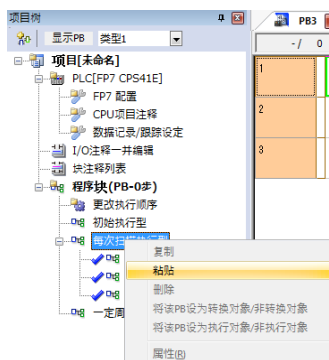 项目树
显示PB 类型1
项目[未命名]
PLC[FP7 CPS41E]
FP7 配置
CPU项目注释
数据记录/跟踪设定
I/O注释一并编辑
块注释列表
程序块(PB-0步)
更改执行顺序
初始执行型
每次扫描执行型
一定周
复制
粘贴
删除
将该PB设为转换对象/非转换对象
将该PB设为执行对象/非执行对象
属性(R)
PB3
-/ 0
1
2
3